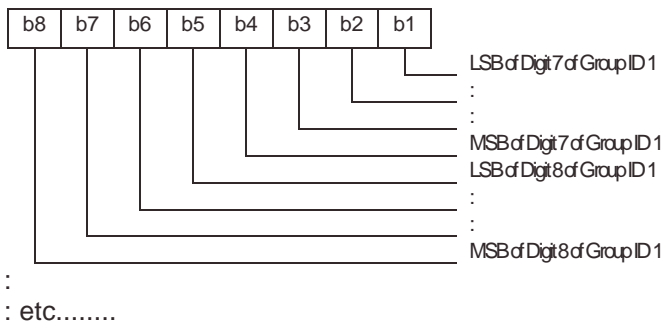 b8 b7 b6 b5 b4 b3 b2 b1
LSB of Digit 7 of Group ID 1
:
:
MSB of Digit 7 of Group ID 1
LSB of Digit 8 of Group ID 1
:
:
MSB of Digit 8 of Group ID 1
:
: etc........